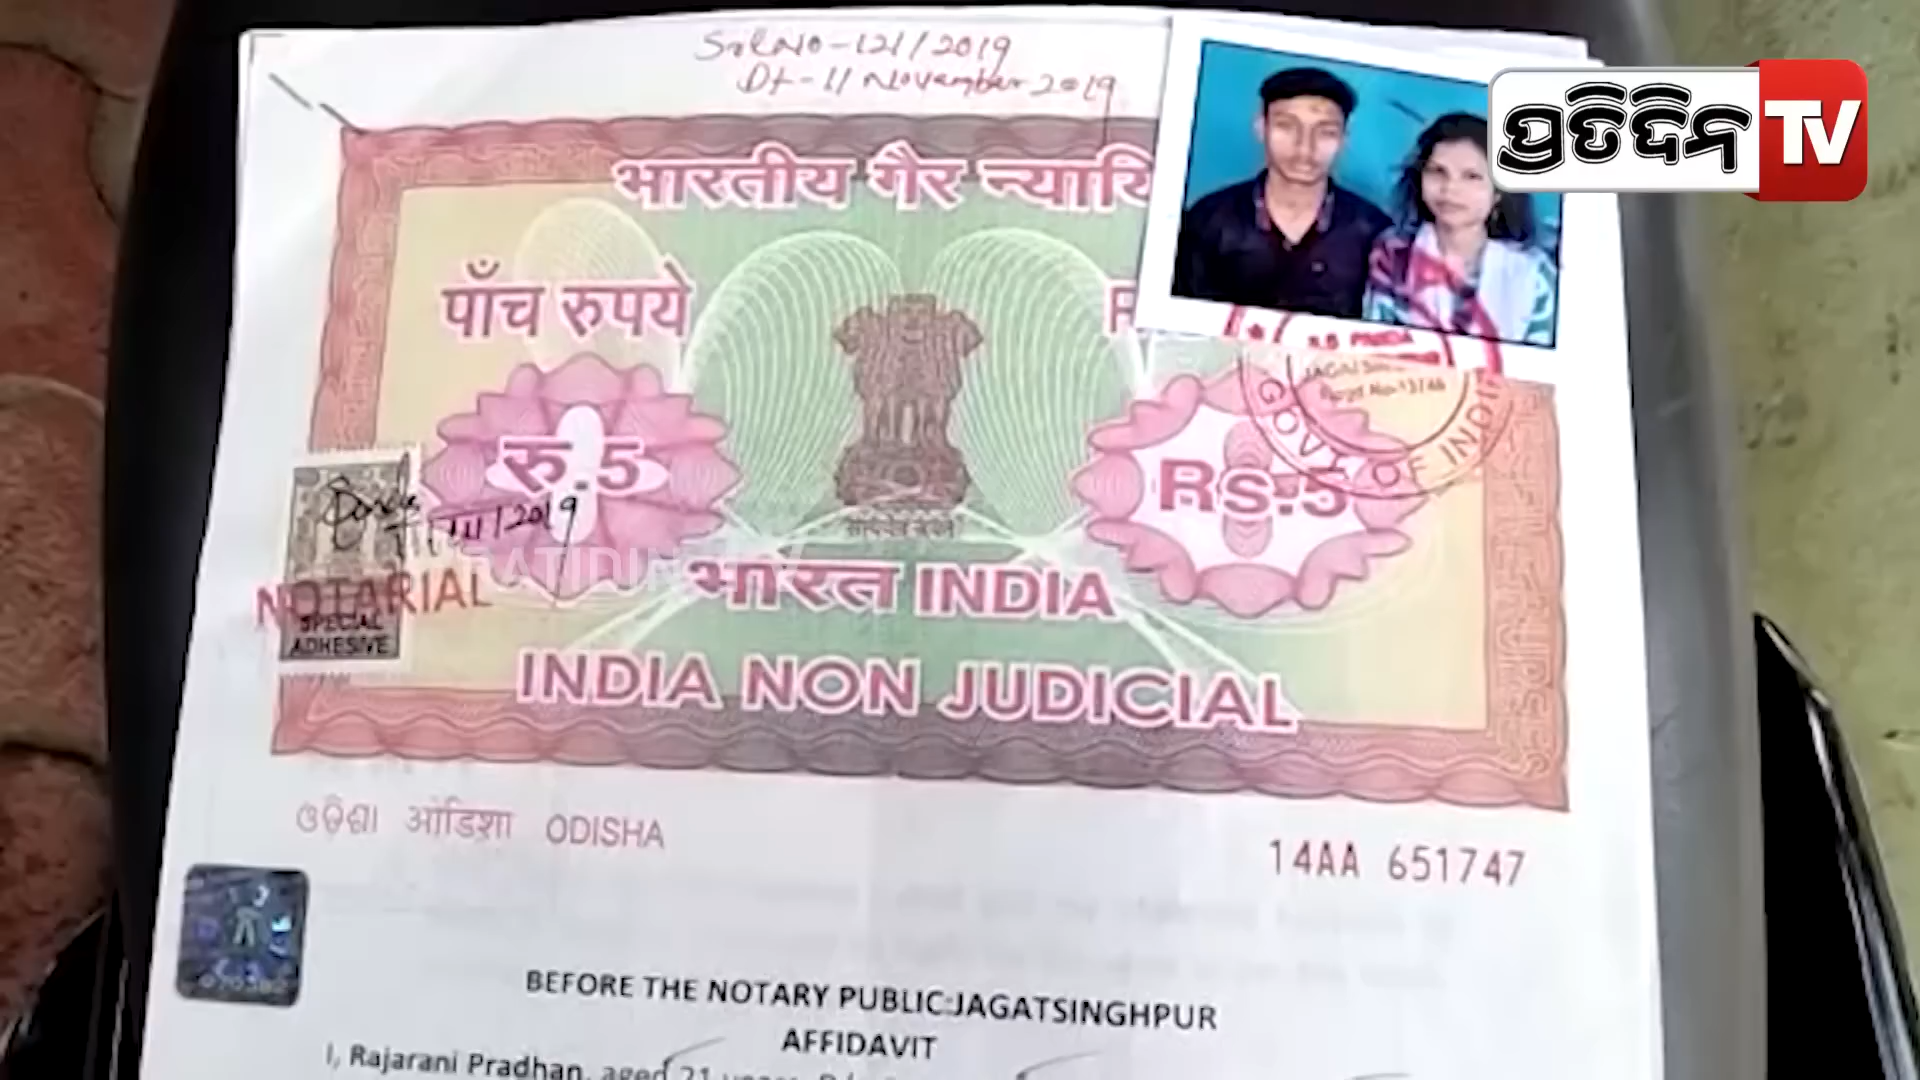 Sr.l No-121/2019
Dt-11 November 2019
ପ୍ରତିଦିନ TV
भारतीय गैर न्यायि
पाँच रुपये
रु.5
Rs.5
GOVT OF INDIA
11/11/2019
NOTARIAL
SPECIAL
ADHESIVE
भारत INDIA
INDIA NON JUDICIAL
ଓଡ଼ିଶା ओडिशा ODISHA
14AA 651747
BEFORE THE NOTARY PUBLIC:JAGATSINGHPUR
AFFIDAVIT
I, Rajarani Pradhan, aged 21 years,